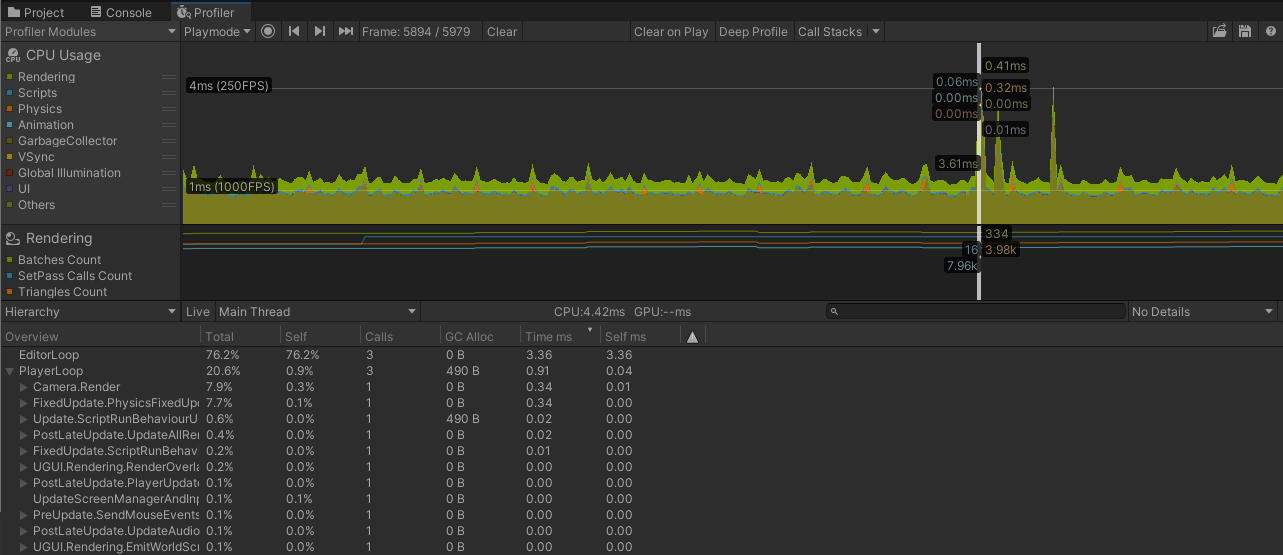 Project Console Profiler
Profiler Modules Playmode Frame: 5894 / 5979 Clear Clear on Play Deep Profile Call Stacks
CPU Usage
Rendering
Scripts
Physics
Animation
GarbageCollector
VSync
Global Illumination
UI
Others
4ms (250FPS)
1ms (1000FPS)
0.41ms
0.06ms 0.32ms
0.00ms 0.00ms
0.00ms
0.01ms
3.61ms
Rendering
Batches Count
SetPass Calls Count
Triangles Count
334
16 3.98k
7.96k
Hierarchy Live Main Thread CPU:4.42ms GPU:--ms No Details
Overview Total Self Calls GC Alloc Time ms Self ms
EditorLoop 76.2% 76.2% 3 0 B 3.36 3.36
PlayerLoop 20.6% 0.9% 3 490 B 0.91 0.04
Camera.Render 7.9% 0.3% 1 0 B 0.34 0.01
FixedUpdate.PhysicsFixedUp 7.7% 0.1% 1 0 B 0.34 0.00
Update.ScriptRunBehaviourU 0.6% 0.0% 1 490 B 0.02 0.00
PostLateUpdate.UpdateAllRe 0.4% 0.0% 1 0 B 0.02 0.00
FixedUpdate.ScriptRunBehav 0.2% 0.0% 1 0 B 0.01 0.00
UGUI.Rendering.RenderOverla 0.2% 0.0% 1 0 B 0.00 0.00
PostLateUpdate.PlayerUpdate 0.1% 0.0% 1 0 B 0.00 0.00
UpdateScreenManagerAndInp 0.1% 0.1% 1 0 B 0.00 0.00
PreUpdate.SendMouseEvents 0.1% 0.0% 1 0 B 0.00 0.00
PostLateUpdate.UpdateAudio 0.1% 0.0% 1 0 B 0.00 0.00
UGUI.Rendering.EmitWorldSc 0.1% 0.0% 1 0 B 0.00 0.00